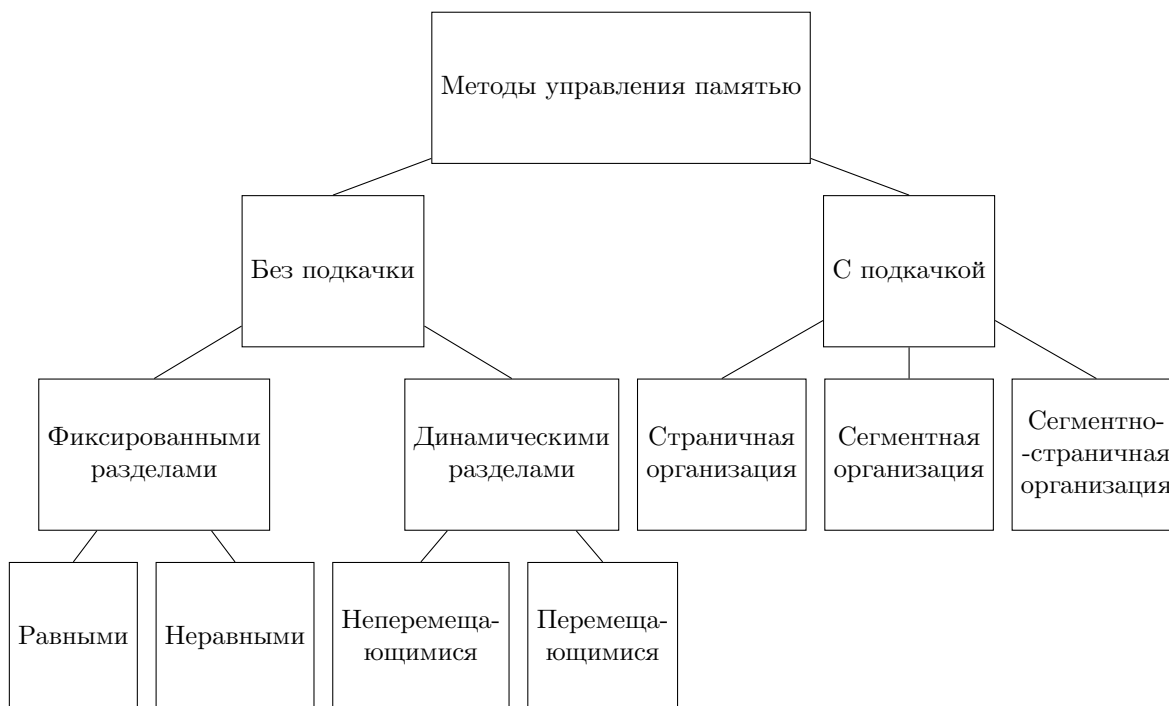 Методы управления памятью
Без подкачки
С подкачкой
Фиксированными
разделами
Динамическими
разделами
Страничная
организация
Сегментная
организация
Сегментно-
-страничная
организация
Равными
Неравными
Неперемеща-
ющимися
Перемеща-
ющимися